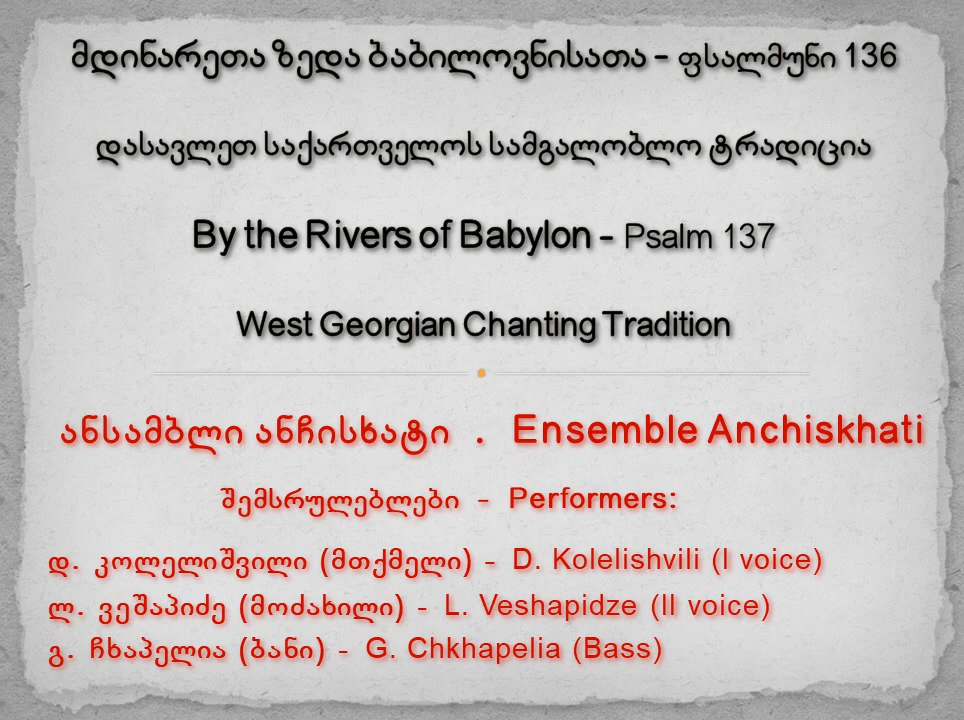 მდინარეთა ზედა ბაბილოვნისათა - ფსალმუნი 136
დასავლეთ საქართველოს სამგალობლო ტრადიცია
By the Rivers of Babylon - Psalm 137
West Georgian Chanting Tradition
ანსამბლი ანჩისხატი . Ensemble Anchiskhati
შემსრულებლები - Performers:
დ. კოლელიშვილი (მთქმელი) - D. Kolelishvili (I voice)
ლ. ვეშაპიძე (მოძახილი) - L. Veshapidze (II voice)
გ. ჩხაპელია (ბანი) - G. Chkhapelia (Bass)